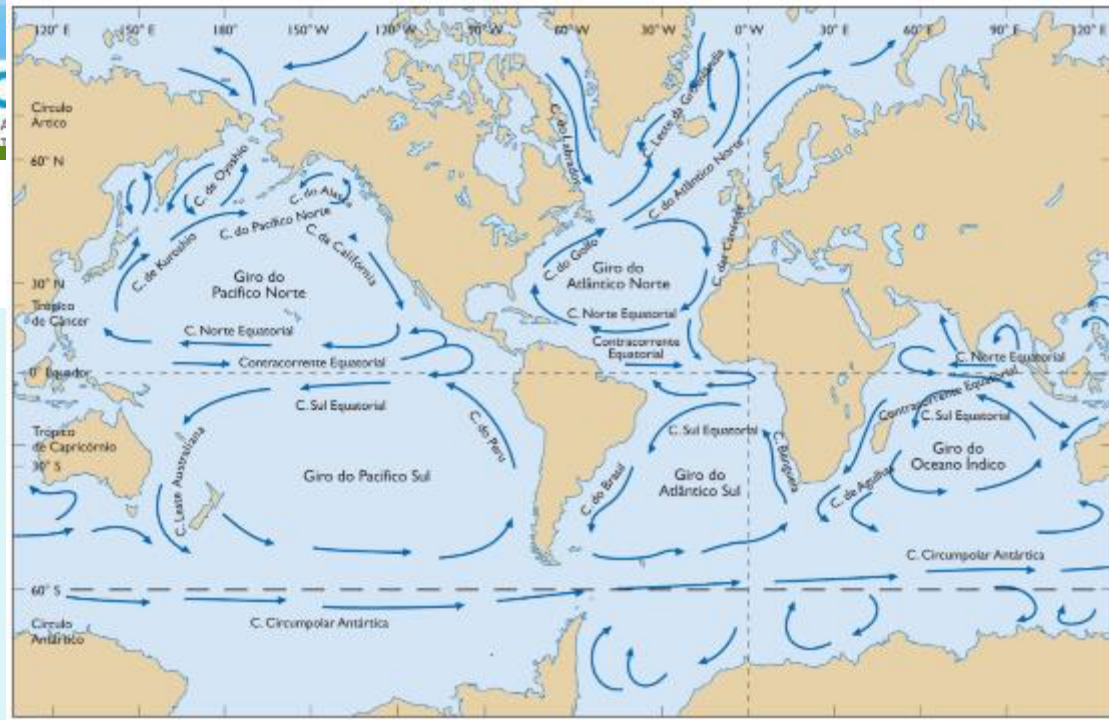 120° E
150° E
180°
150° W
120° W
90° W
60° W
30° W
0° W
30° E
60° E
90° E
120° E
Círculo
Ártico
C. Leste da Groenlândia
C. do Labrador
60° N
C. de Oyashio
C. do Alasca
C. do Atlântico Norte
C. do Pacífico Norte
C. das Canárias
C. de Kuroshio
C. da Califórnia
C. do Golfo
30° N
Giro do
Pacífico Norte
Giro do
Atlântico Norte
Trópico
de Câncer
C. Norte Equatorial
C. Norte Equatorial
Contracorrente
Equatorial
C. Norte Equatorial
Contracorrente Equatorial
0° Equador
Contracorrente Equatorial
C. Sul Equatorial
C. Sul Equatorial
C. Sul Equatorial
Trópico
de Capricórnio
30° S
C. Leste Australiana
C. do Peru
Giro do Pacífico Sul
C. do Brasil
Giro do
Atlântico Sul
C. Benguera
C. de Agulhas
Giro do
Oceano Índico
C. Circumpolar Antártica
60° S
C. Circumpolar Antártica
Círculo
Antártico